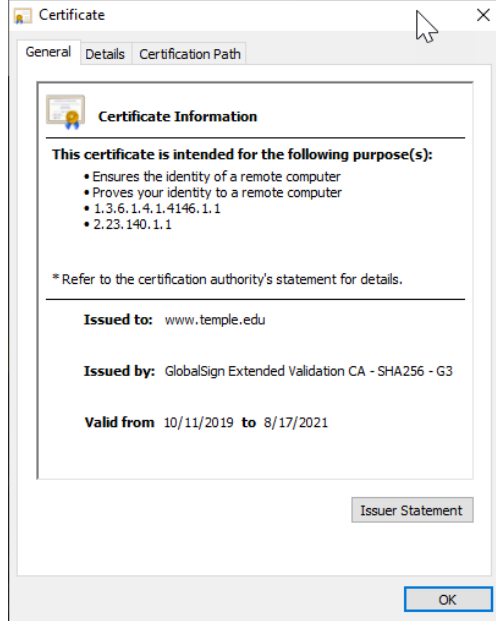 Certificate
General Details Certification Path
Certificate Information
This certificate is intended for the following purpose(s):
• Ensures the identity of a remote computer
• Proves your identity to a remote computer
• 1.3.6.1.4.1.4146.1.1
• 2.23.140.1.1
* Refer to the certification authority's statement for details.
Issued to: www.temple.edu
Issued by: GlobalSign Extended Validation CA - SHA256 - G3
Valid from 10/11/2019 to 8/17/2021
Issuer Statement
OK